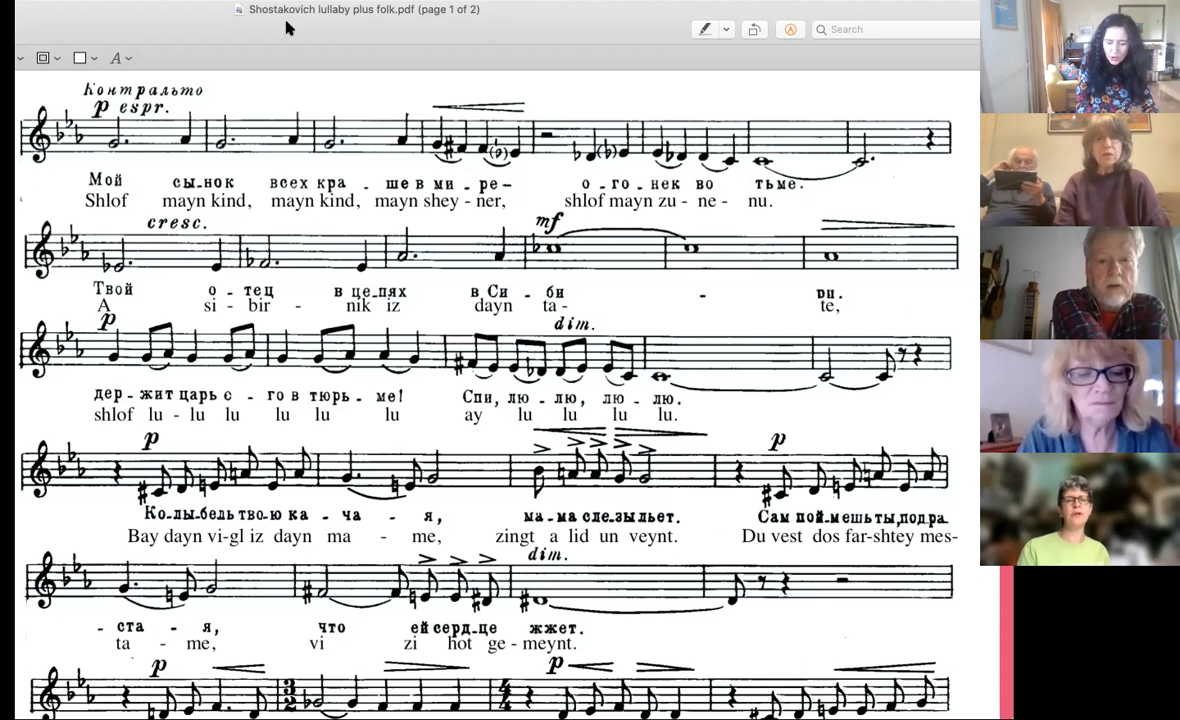 Shostakovich lullaby plus folk.pdf (page 1 of 2)
Search
A
Контральто
p espr.
Мой сы-нок всех кра - ше в ми - ре- о-го-нек во тьме.
Shlof mayn kind, mayn kind, mayn shey - ner, shlof mayn zu - ne - nu.
cresc. mf
Твой о - тец в це-пях в Си - би - ри.
A si - bir - nik iz dayn ta - te,
p dim.
дер-жит царь е - го в тюрь - ме! Спи, лю - лю, лю - лю.
shlof lu - lu lu lu lu lu ay lu lu lu lu.
p p
Ко-лы-бель тво-ю ка - ча - я, ма-ма сле-зы льет. Сам пой-мешь ты, под-ра-
Bay dayn vi-gl iz dayn ma - me, zingt a lid un veynt. Du vest dos far-shtey mes-
dim.
- ста - я, что ей серд-це жжет.
ta - me, vi zi hot ge-meynt.
p 3 2 4 4 p